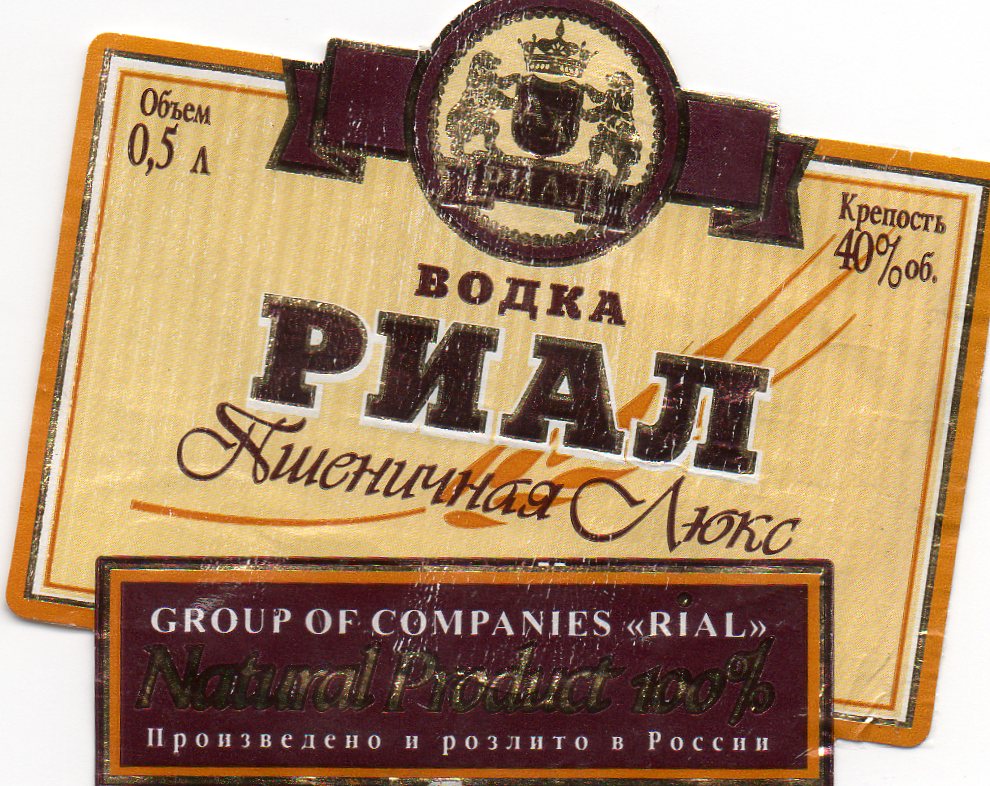 Объем
0,5 л
РИАЛ
Крепость
40% об.
ВОДКА
РИАЛ
Пшеничная Люкс
GROUP OF COMPANIES «RIAL»
Natural Product 100%
Произведено и розлито в России